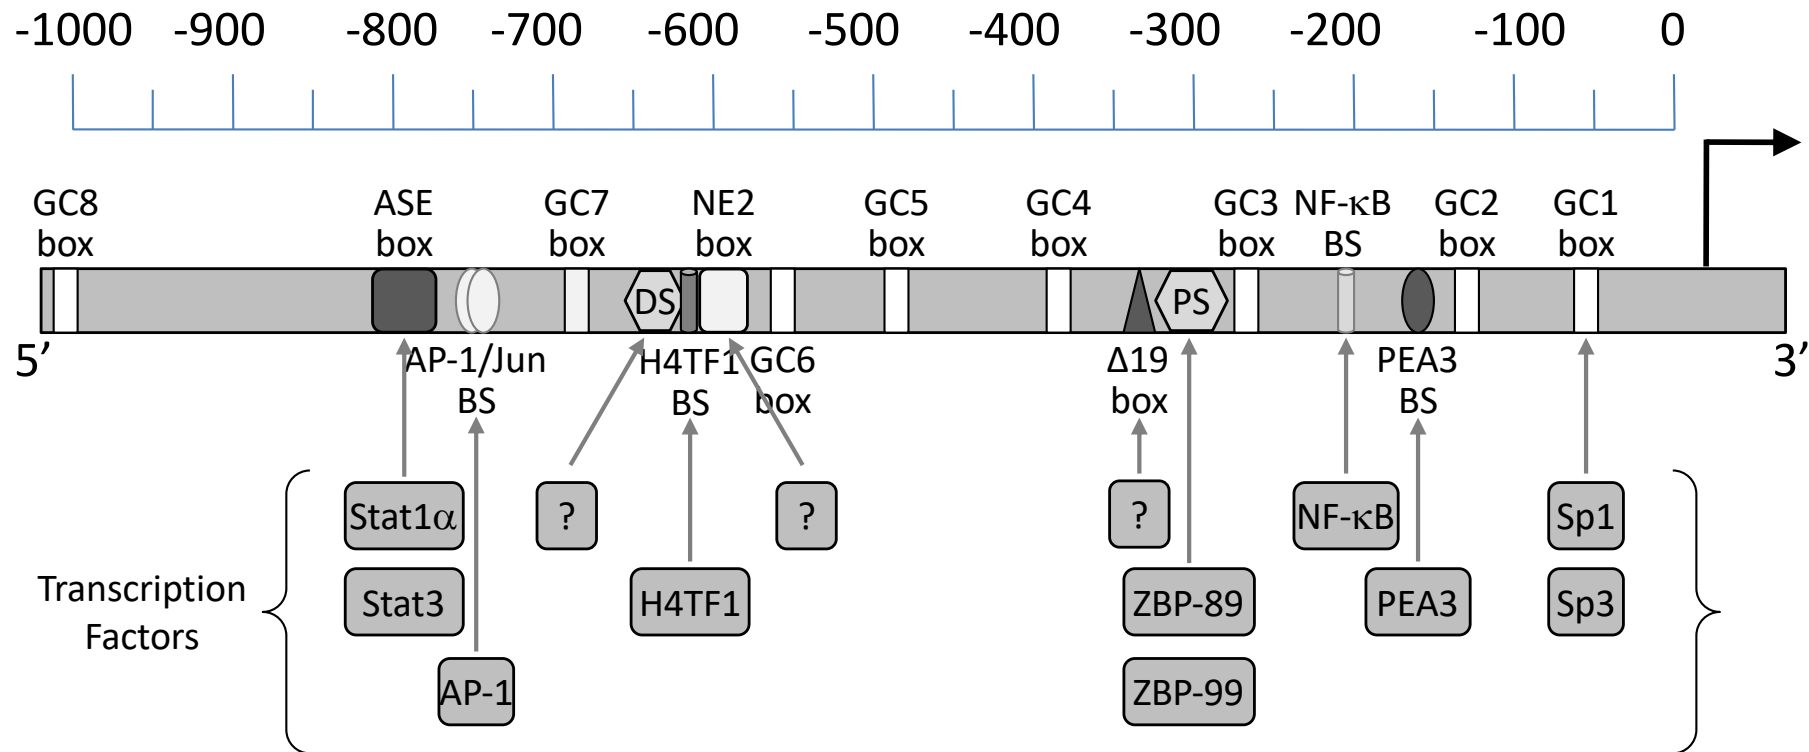 -1000 -900 -800 -700 -600 -500 -400 -300 -200 -100 0
GC8 ASE GC7 NE2 GC5 GC4 GC3 NF-κB GC2 GC1
box box box box box box box BS box box
DS PS
5’ AP-1/Jun H4TF1 GC6 Δ19 PEA3 3’
BS BS box box BS
Stat1α ? ? ? NF-κB Sp1
Transcription Stat3 H4TF1 ZBP-89 PEA3 Sp3
Factors
AP-1 ZBP-99